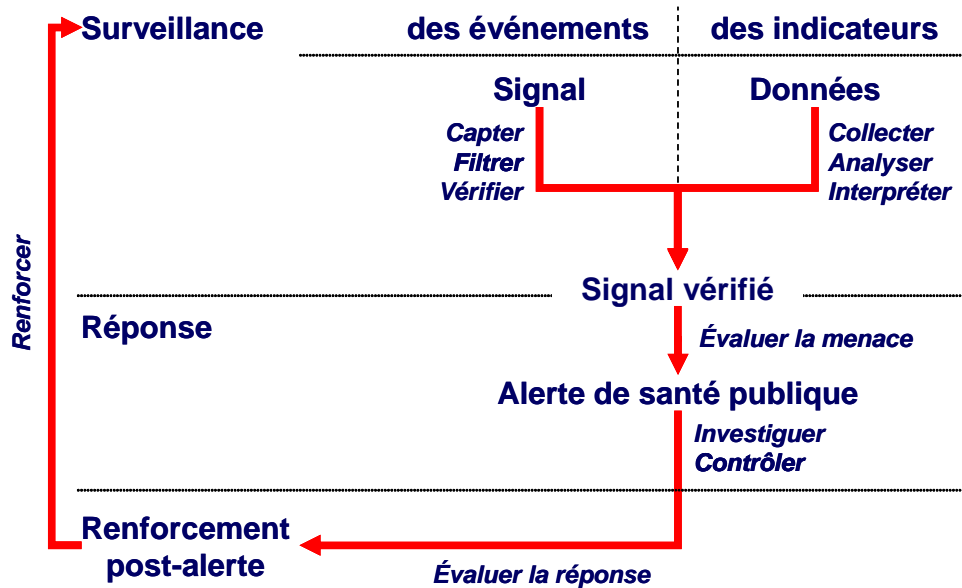 Surveillance
des événements
des indicateurs
Signal
Données
Capter
Filtrer
Vérifier
Collecter
Analyser
Interpréter
Renforcer
Signal vérifié
Réponse
Évaluer la menace
Alerte de santé publique
Investiguer
Contrôler
Renforcement
post-alerte
Évaluer la réponse